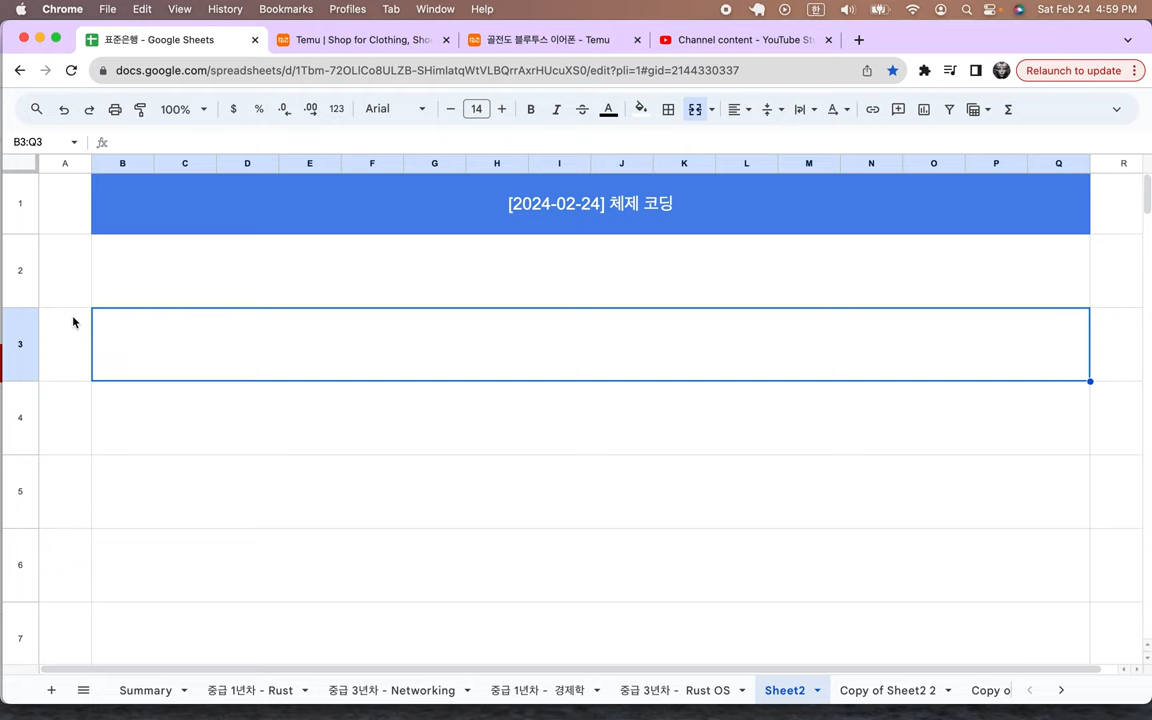 Chrome File Edit View History Bookmarks Profiles Tab Window Help 한 Sat Feb 24 4:59 PM
표준은행 - Google Sheets Temu | Shop for Clothing, Sho 골전도 블루투스 이어폰 - Temu Channel content - YouTube St
docs.google.com/spreadsheets/d/1Tbm-72OLlCo8ULZB-SHimlatqWtVLBQrrAxrHUcuXS0/edit?pli=1#gid=2144330337 Relaunch to update
100% $ % .0 .00 123 Arial 14 B I A
B3:Q3 fx
A B C D E F G H I J K L M N O P Q R
1 [2024-02-24] 체제 코딩
2
3
4
5
6
7
Summary 중급 1년차 - Rust 중급 3년차 - Networking 중급 1년차 - 경제학 중급 3년차 - Rust OS Sheet2 Copy of Sheet2 2 Copy o